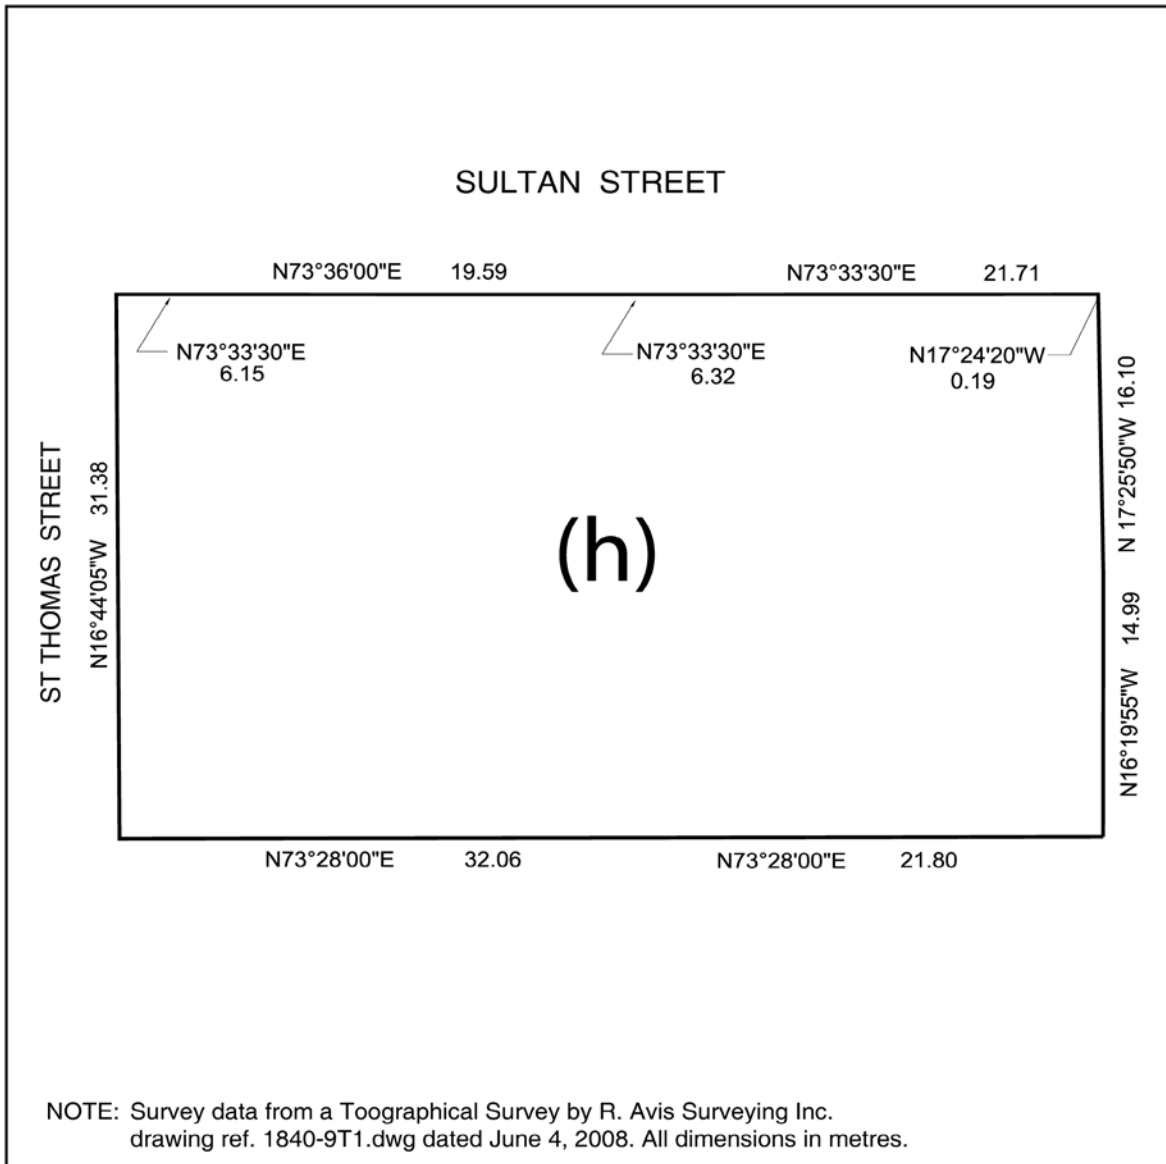 SULTAN STREET
N73°36'00"E 19.59
N73°33'30"E 21.71
N73°33'30"E
6.15
N73°33'30"E
6.32
N17°24'20"W
0.19
N 17°25'50"W 16.10
ST THOMAS STREET
N16°44'05"W 31.38
(h)
N16°19'55"W 14.99
N73°28'00"E 32.06
N73°28'00"E 21.80
NOTE: Survey data from a Toographical Survey by R. Avis Surveying Inc.
drawing ref. 1840-9T1.dwg dated June 4, 2008. All dimensions in metres.